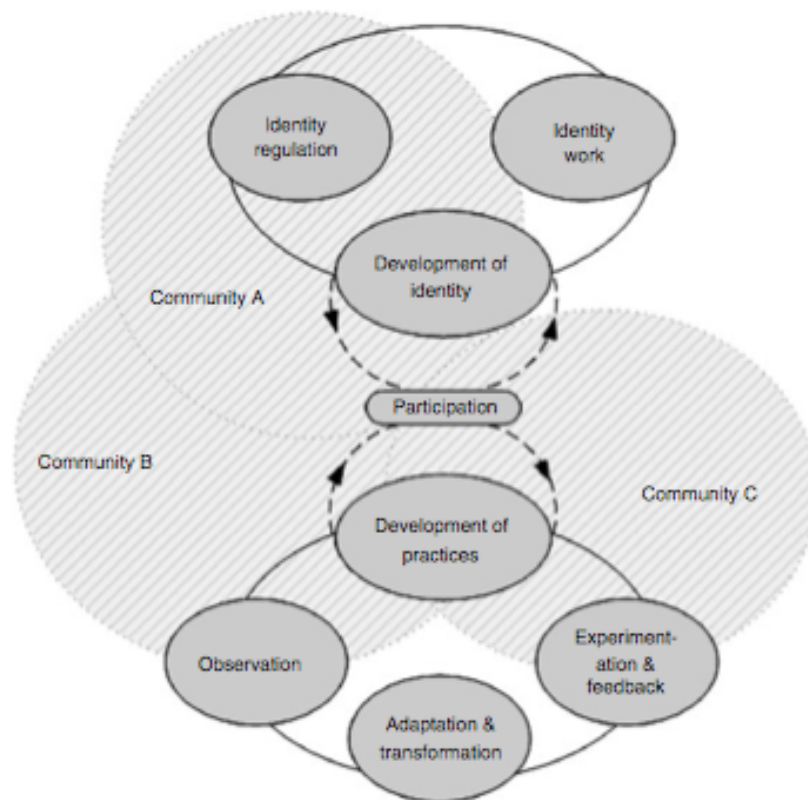 Identity
regulation
Identity
work
Development of
identity
Community A
Participation
Community B
Community C
Development of
practices
Observation
Experiment-
ation &
feedback
Adaptation &
transformation